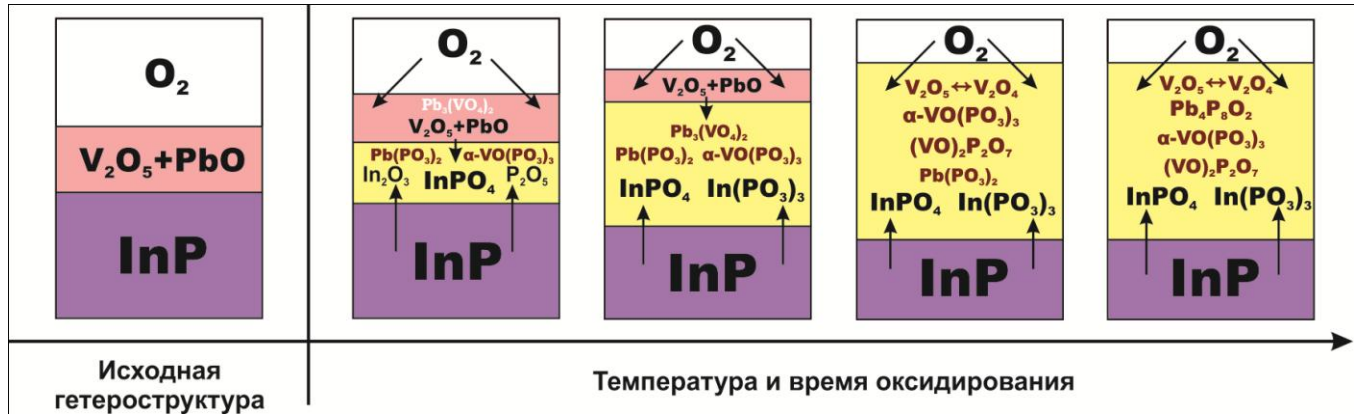 O₂
V₂O₅+PbO
InP
O₂
Pb₃(VO₄)₂
V₂O₅+PbO
Pb(PO₃)₂ α-VO(PO₃)₃
In₂O₃ InPO₄ P₂O₅
InP
O₂
V₂O₅+PbO
Pb₃(VO₄)₂
Pb(PO₃)₂ α-VO(PO₃)₃
InPO₄ In(PO₃)₃
InP
O₂
V₂O₅↔V₂O₄
α-VO(PO₃)₃
(VO)₂P₂O₇
Pb(PO₃)₂
InPO₄ In(PO₃)₃
InP
O₂
V₂O₅↔V₂O₄
Pb₄P₈O₂
α-VO(PO₃)₃
(VO)₂P₂O₇
InPO₄ In(PO₃)₃
InP
Исходная
гетероструктура
Температура и время оксидирования